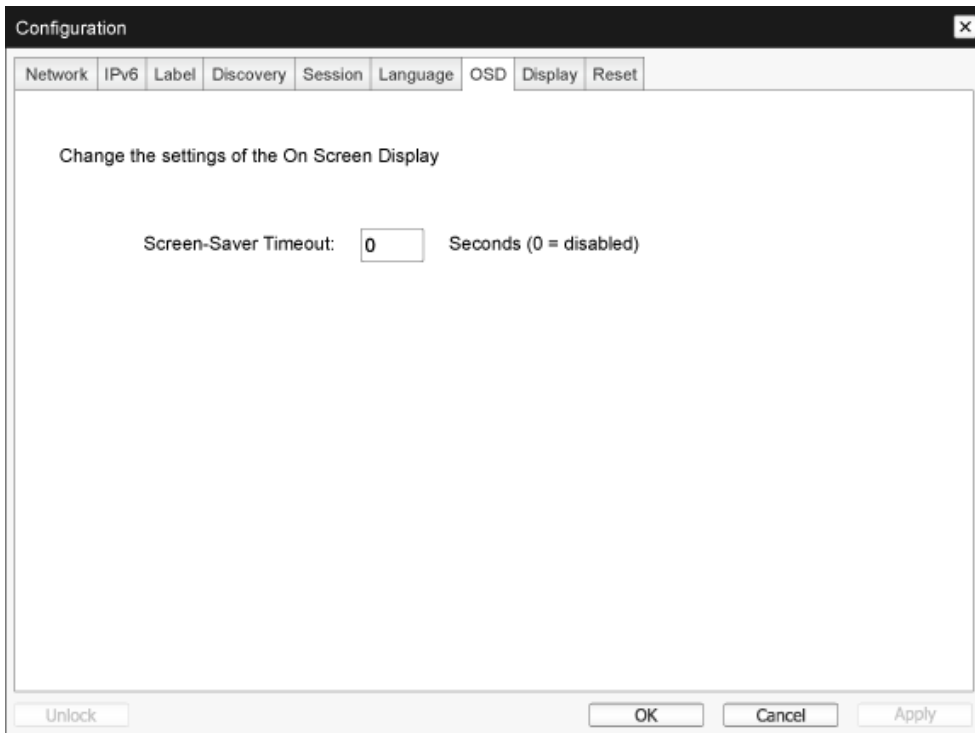 Configuration
Network IPv6 Label Discovery Session Language OSD Display Reset
Change the settings of the On Screen Display
Screen-Saver Timeout: 0 Seconds (0 = disabled)
Unlock OK Cancel Apply